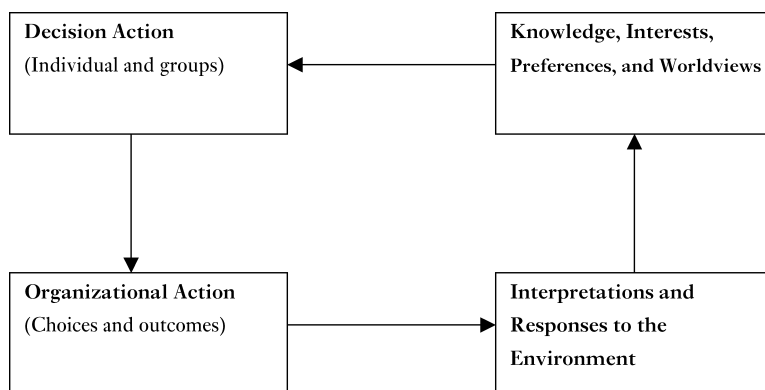 Decision Action
(Individual and groups)
Knowledge, Interests,
Preferences, and Worldviews
Organizational Action
(Choices and outcomes)
Interpretations and
Responses to the
Environment